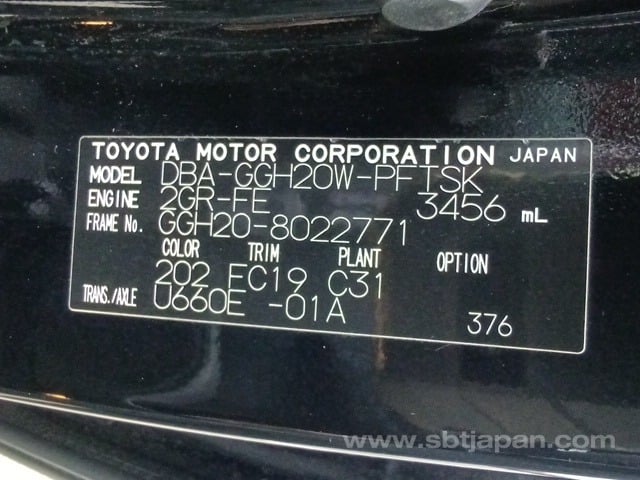 TOYOTA MOTOR CORPORATION JAPAN
MODEL DBA-GGH20W-PFTSK
ENGINE 2GR-FE 3456 mL
FRAME No. GGH20-8022771
COLOR TRIM PLANT OPTION
202 FC19 C31
TRANS./AXLE U660E -01A 376
www.sbtjapan.com